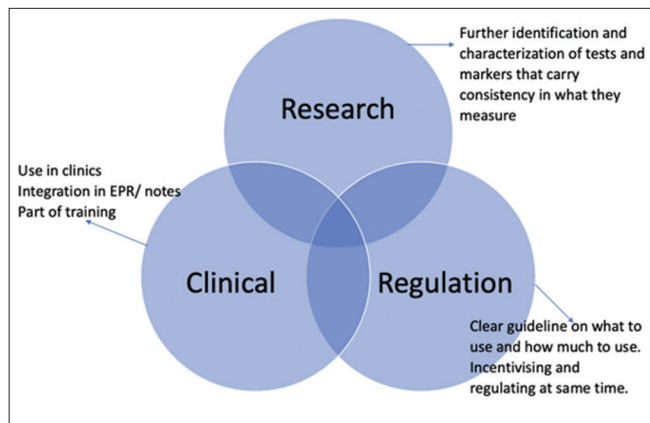 Further identification and
characterization of tests and
markers that carry
consistency in what they
measure
Research
Use in clinics
Integration in EPR/ notes
Part of training
Clinical
Regulation
Clear guideline on what to
use and how much to use.
Incentivising and
regulating at same time.